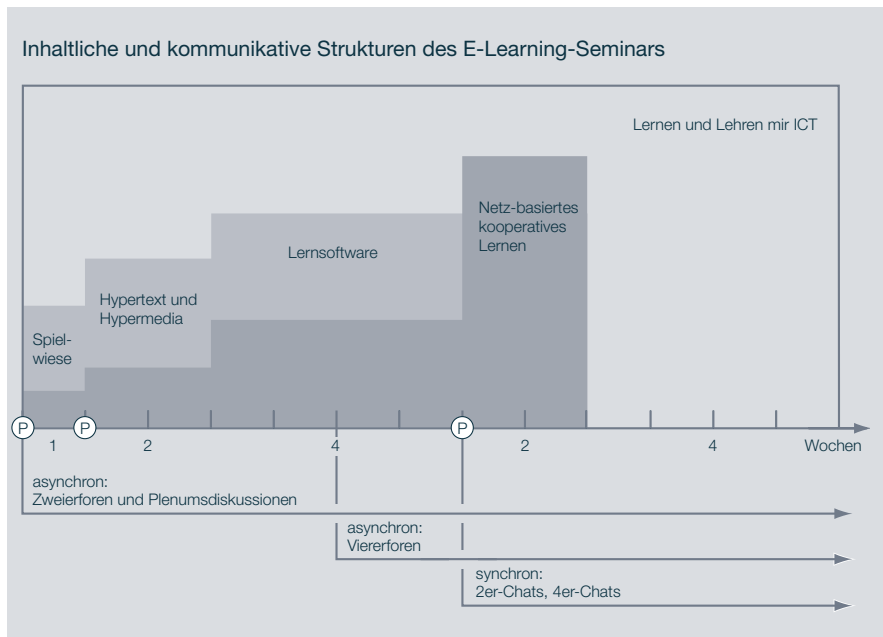 Inhaltliche und kommunikative Strukturen des E-Learning-Seminars
Lernen und Lehren mir ICT
Netz-basiertes
kooperatives
Lernen
Lernsoftware
Hypertext und
Hypermedia
Spiel-
wiese
P P P
1 2 4 2 4 Wochen
asynchron:
Zweierforen und Plenumsdiskussionen
asynchron:
Viererforen
synchron:
2er-Chats, 4er-Chats